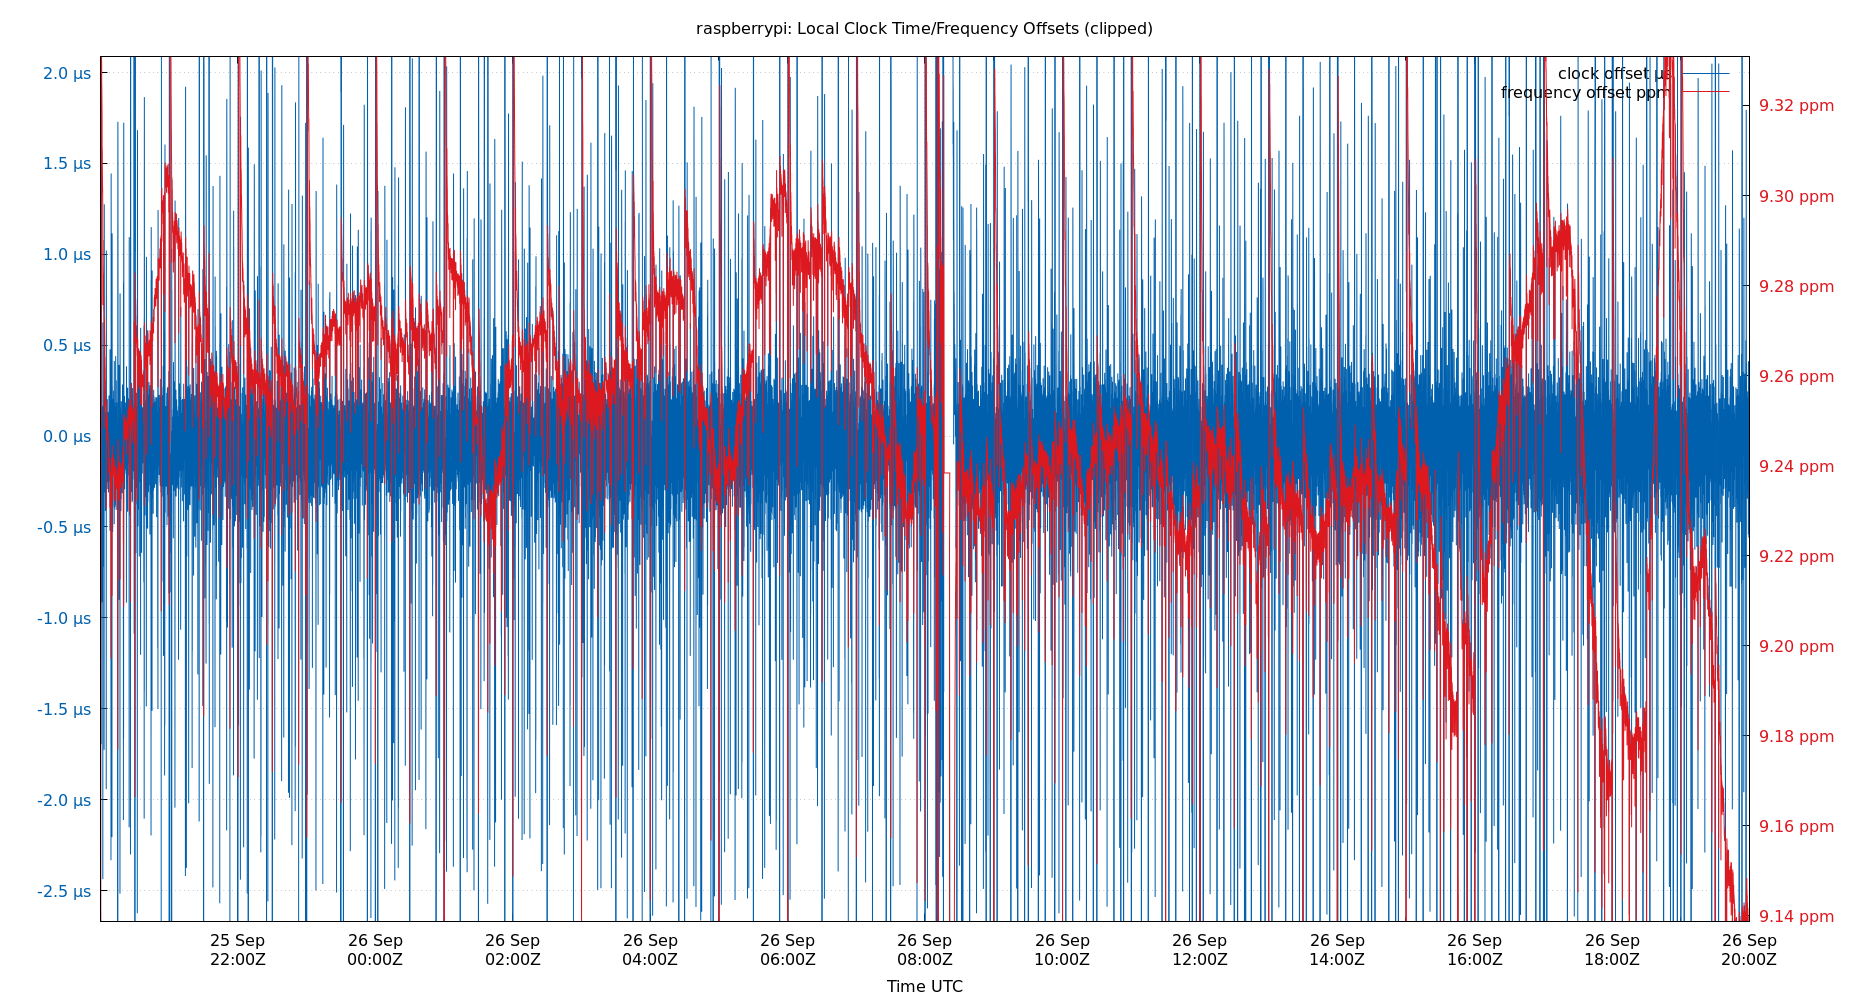 raspberrypi: Local Clock Time/Frequency Offsets (clipped)
clock offset µs
frequency offset ppm
2.0 µs
1.5 µs
1.0 µs
0.5 µs
0.0 µs
-0.5 µs
-1.0 µs
-1.5 µs
-2.0 µs
-2.5 µs
9.32 ppm
9.30 ppm
9.28 ppm
9.26 ppm
9.24 ppm
9.22 ppm
9.20 ppm
9.18 ppm
9.16 ppm
9.14 ppm
25 Sep 26 Sep 26 Sep 26 Sep 26 Sep 26 Sep 26 Sep 26 Sep 26 Sep 26 Sep 26 Sep 26 Sep
22:00Z 00:00Z 02:00Z 04:00Z 06:00Z 08:00Z 10:00Z 12:00Z 14:00Z 16:00Z 18:00Z 20:00Z
Time UTC